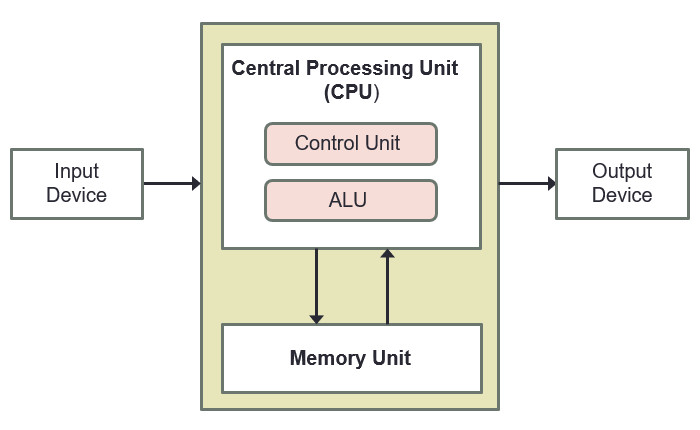 Central Processing Unit
(CPU)
Control Unit
ALU
Input
Device
Output
Device
Memory Unit